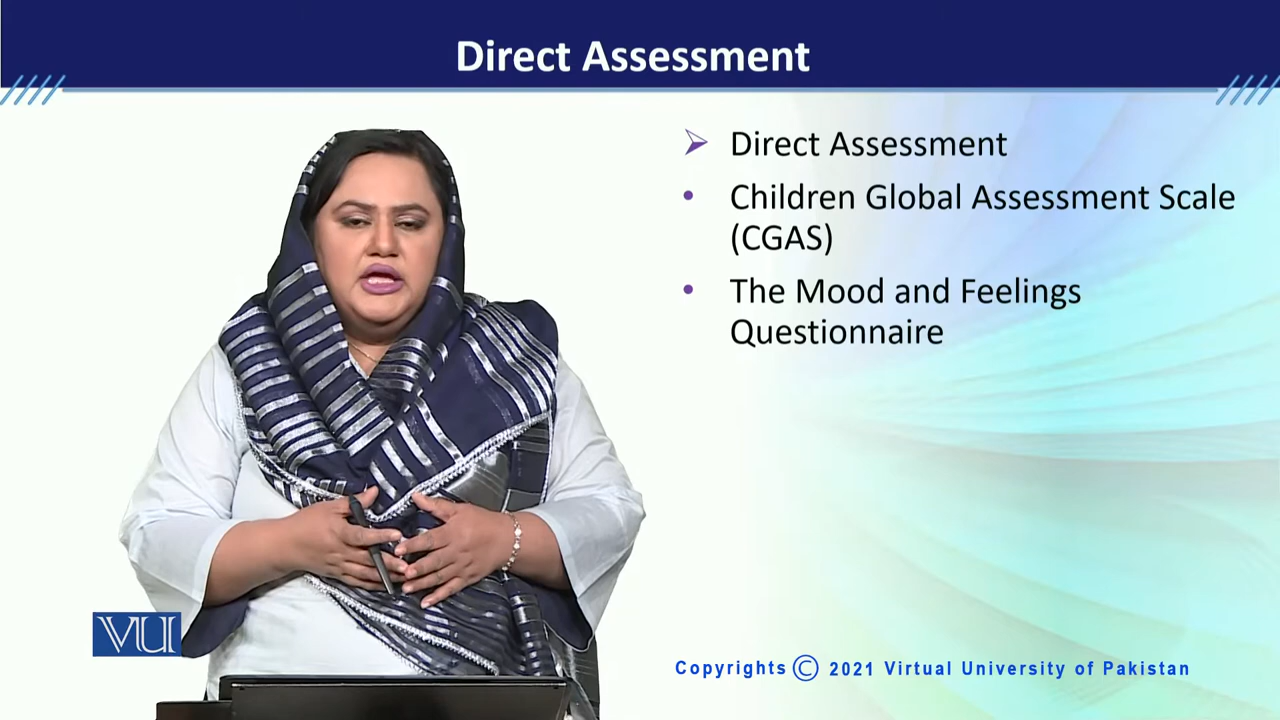 Direct Assessment
Direct Assessment
Children Global Assessment Scale
(CGAS)
The Mood and Feelings
Questionnaire
VU
Copyrights © 2021 Virtual University of Pakistan